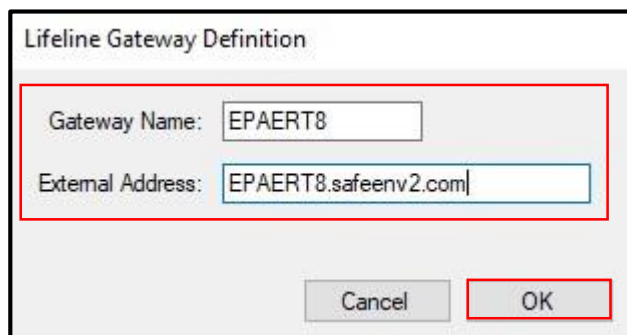 Lifeline Gateway Definition
Gateway Name: EPAERT8
External Address: EPAERT8.safeenv2.com
Cancel OK